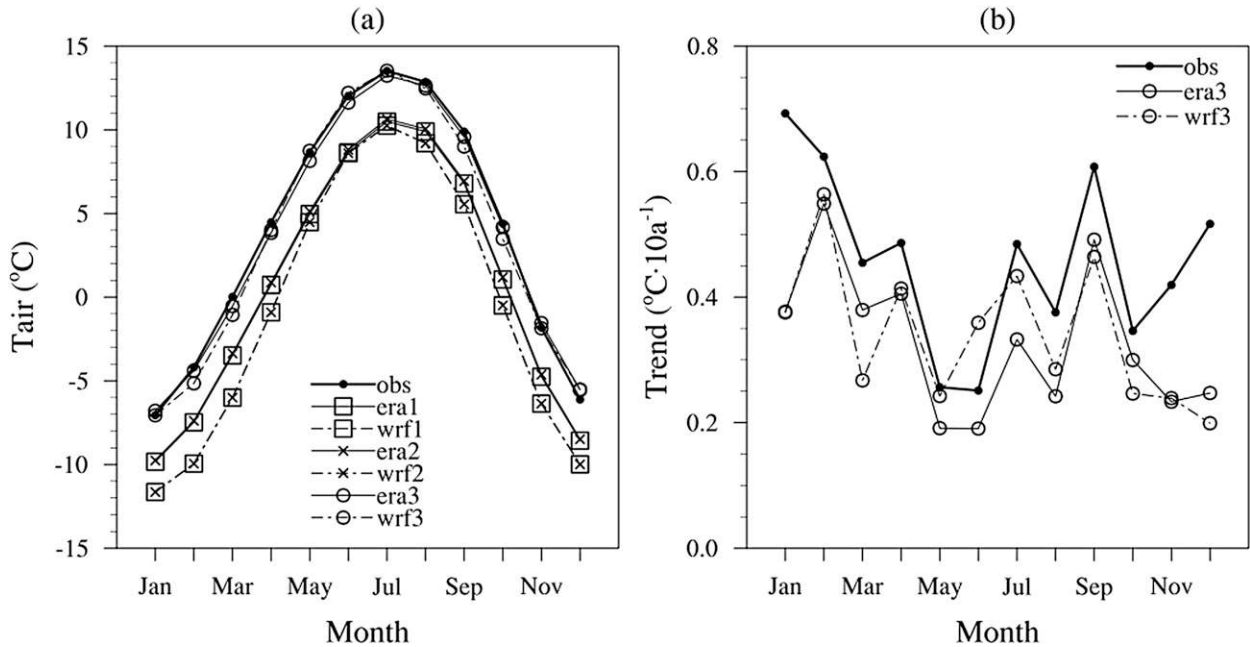 (a)
15
10
5
0
-5
-10
-15
Tair (ºC)
obs
era1
wrf1
era2
wrf2
era3
wrf3
Jan Mar May Jul Sep Nov
Month
(b)
0.8
0.6
0.4
0.2
0.0
Trend (ºC·10a⁻¹)
obs
era3
wrf3
Jan Mar May Jul Sep Nov
Month